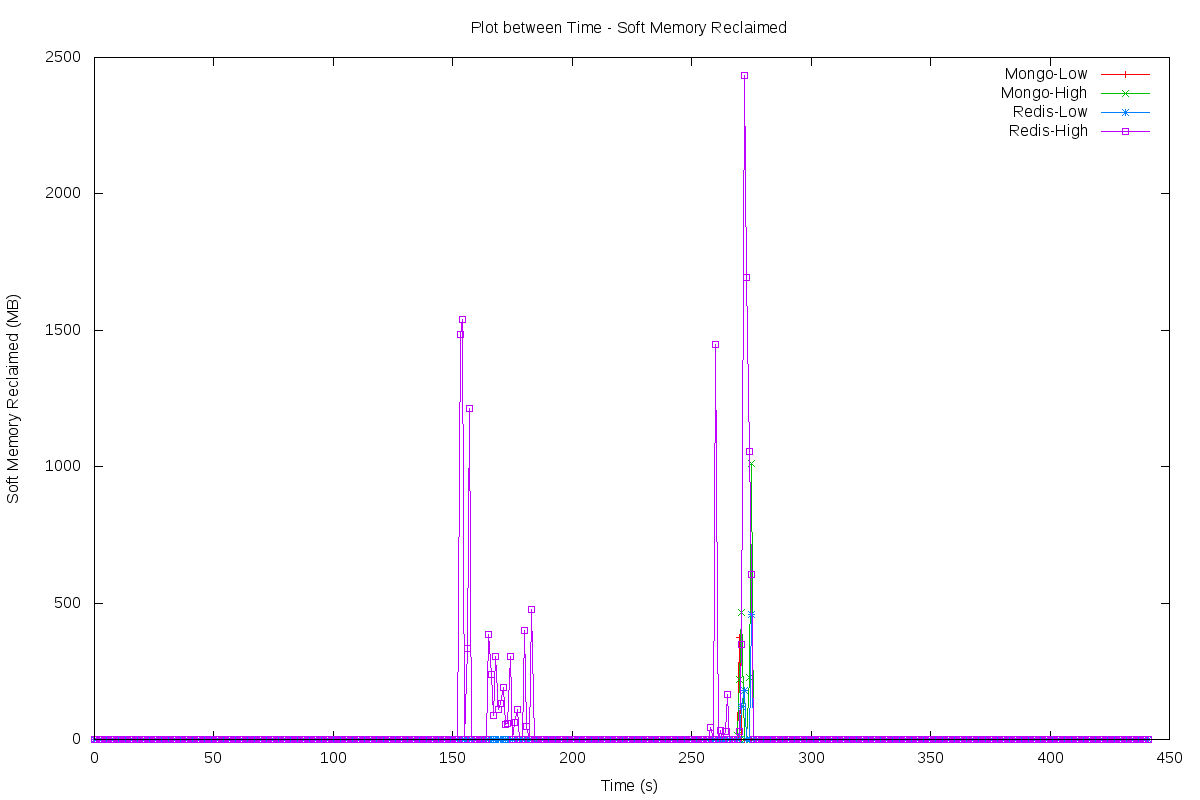 Plot between Time - Soft Memory Reclaimed
2500
2000
1500
1000
500
0
Soft Memory Reclaimed (MB)
Mongo-Low
Mongo-High
Redis-Low
Redis-High
0 50 100 150 200 250 300 350 400 450
Time (s)